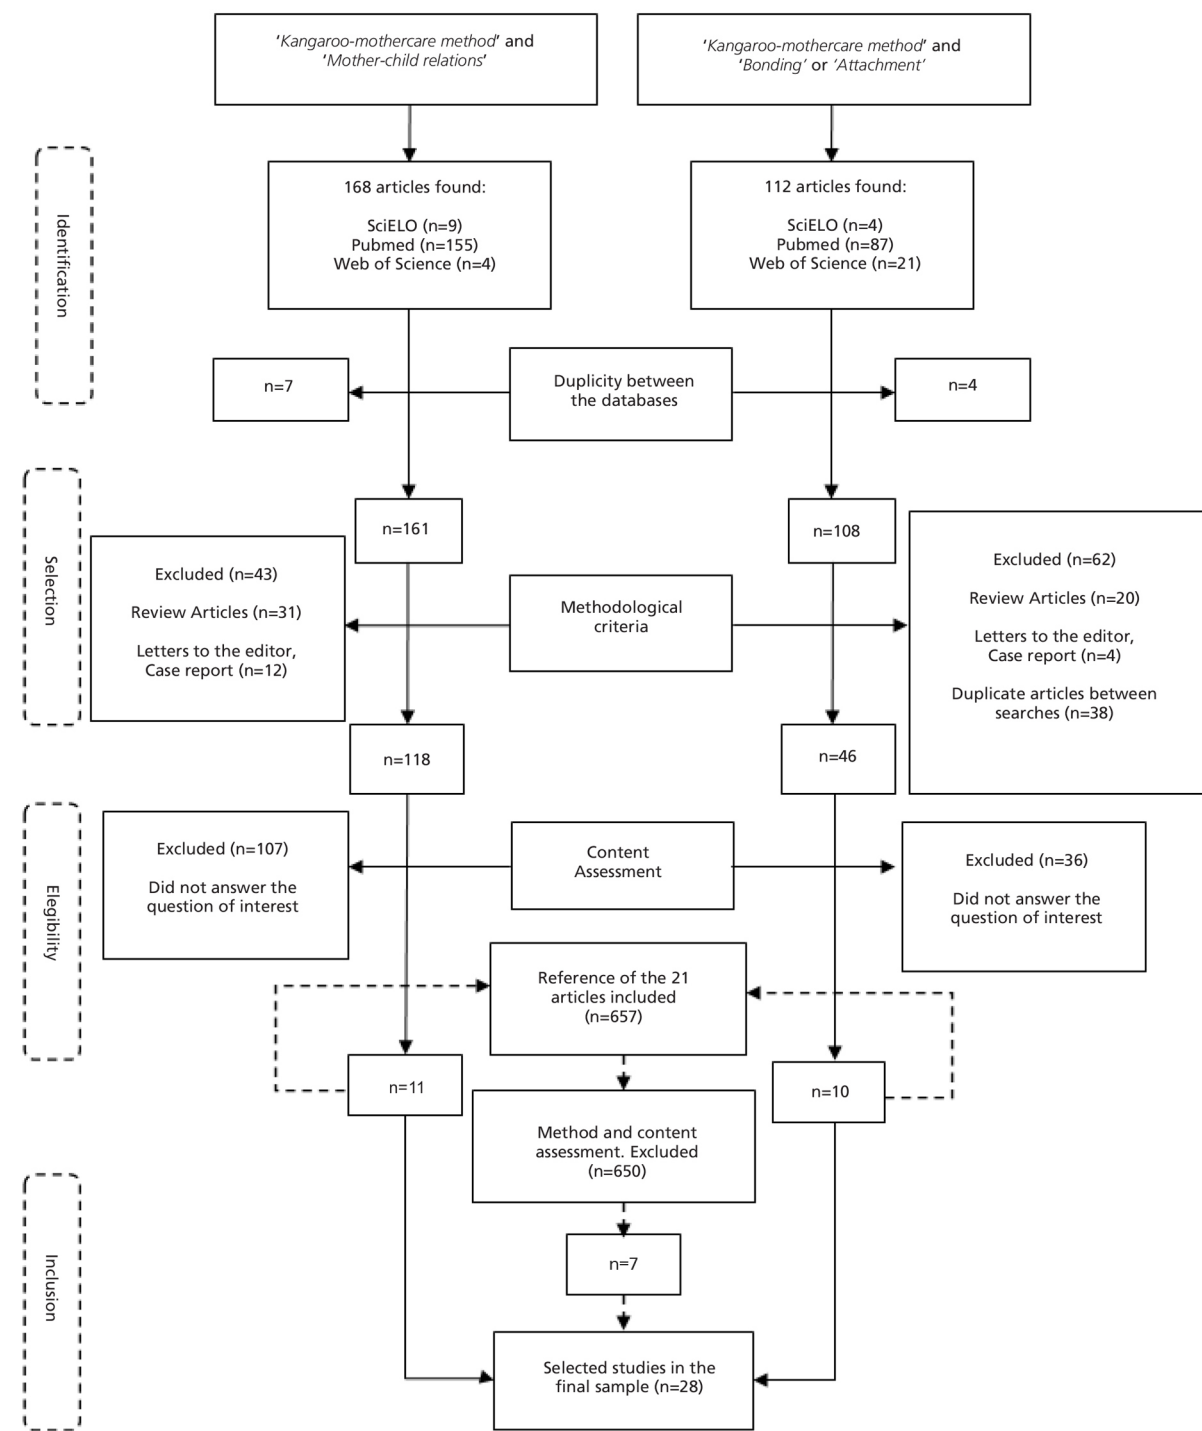 ‘Kangaroo-mothercare method’ and
‘Mother-child relations’
‘Kangaroo-mothercare method’ and
‘Bonding’ or ‘Attachment’
Identification
168 articles found:
SciELO (n=9)
Pubmed (n=155)
Web of Science (n=4)
112 articles found:
SciELO (n=4)
Pubmed (n=87)
Web of Science (n=21)
n=7
Duplicity between
the databases
n=4
Selection
n=161
n=108
Excluded (n=43)
Review Articles (n=31)
Letters to the editor,
Case report (n=12)
Methodological
criteria
Excluded (n=62)
Review Articles (n=20)
Letters to the editor,
Case report (n=4)
Duplicate articles between
searches (n=38)
n=118
n=46
Elegibility
Excluded (n=107)
Did not answer the
question of interest
Content
Assessment
Excluded (n=36)
Did not answer the
question of interest
Reference of the 21
articles included
(n=657)
n=11
n=10
Method and content
assessment. Excluded
(n=650)
Inclusion
n=7
Selected studies in the
final sample (n=28)